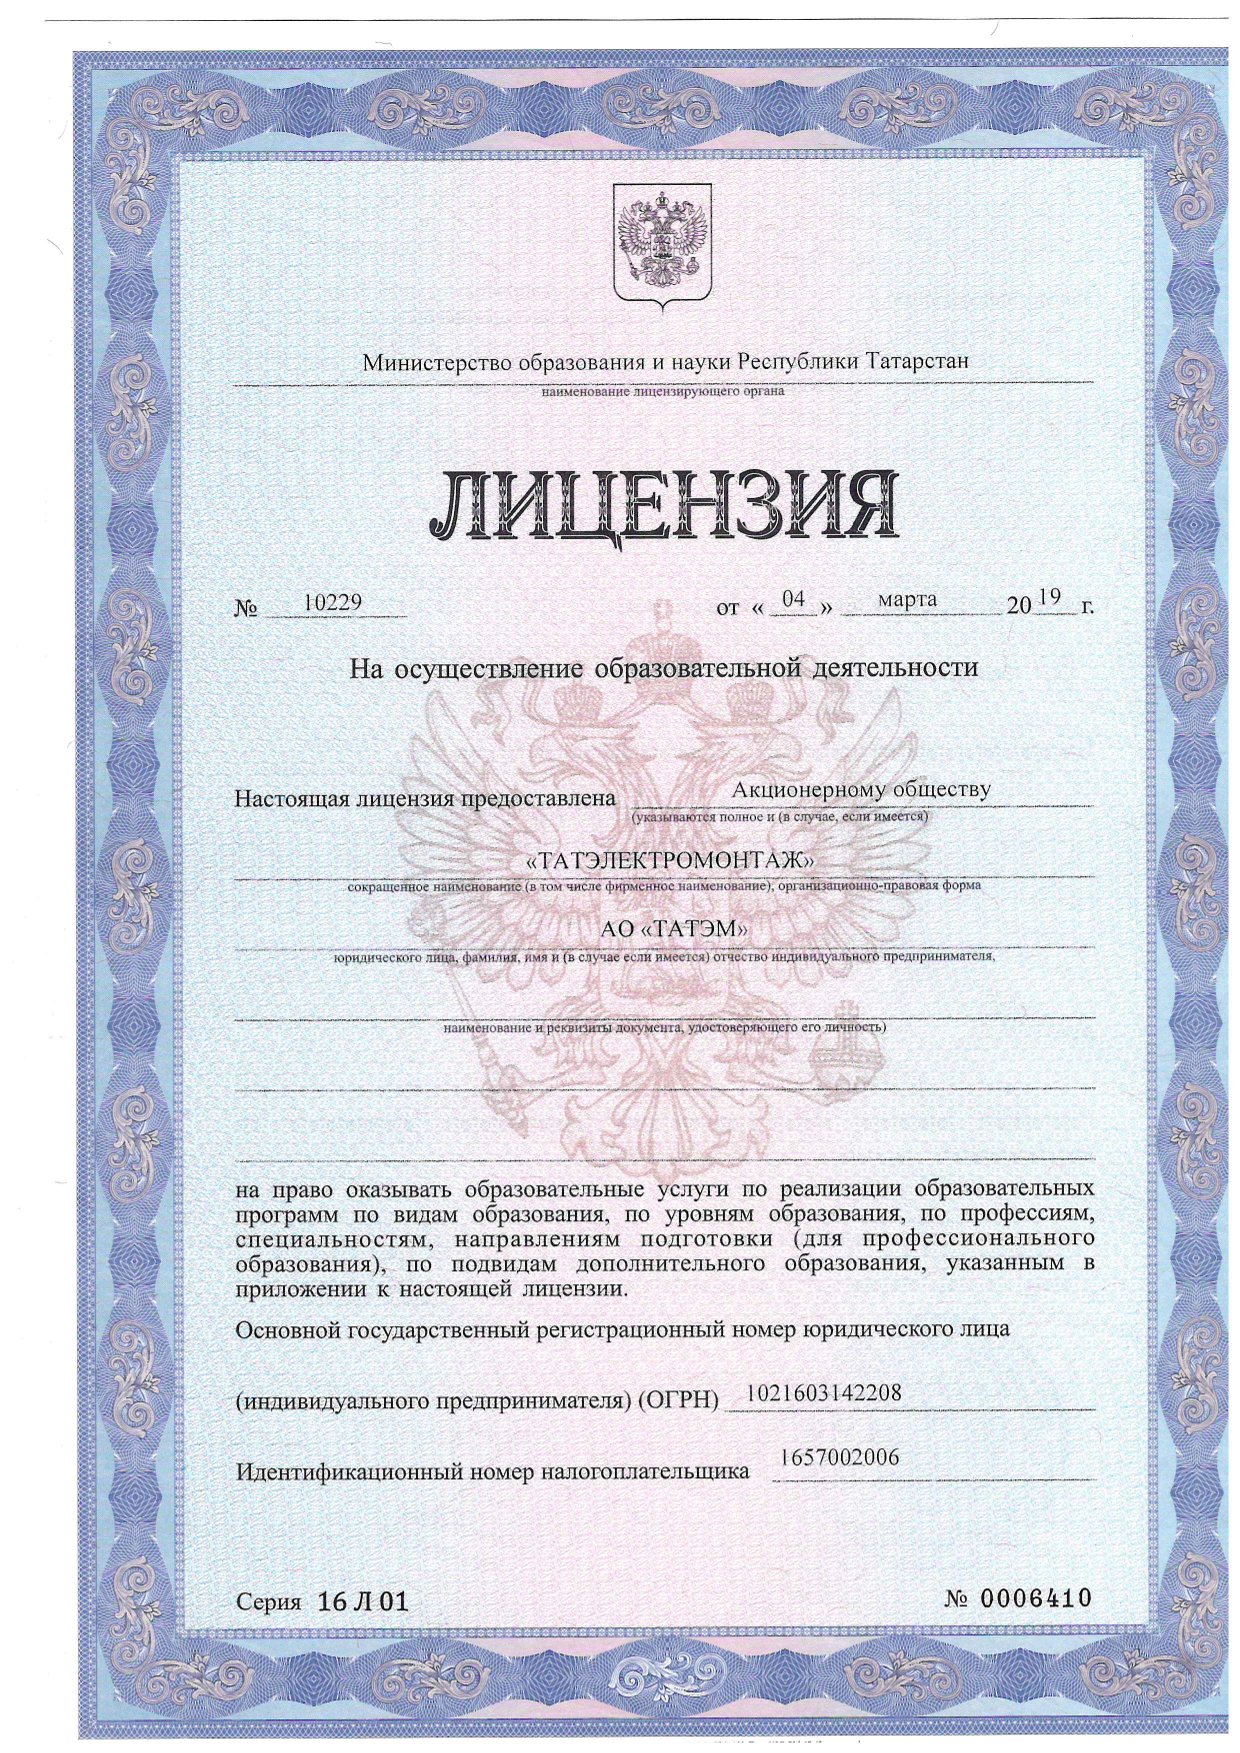 Министерство образования и науки Республики Татарстан
наименование лицензирующего органа
ЛИЦЕНЗИЯ
№ 10229 от « 04 » марта 20 19 г.
На осуществление образовательной деятельности
Настоящая лицензия предоставлена Акционерному обществу
(указываются полное и (в случае, если имеется)
«ТАТЭЛЕКТРОМОНТАЖ»
сокращенное наименование (в том числе фирменное наименование), организационно-правовая форма
АО «ТАТЭМ»
юридического лица, фамилия, имя и (в случае если имеется) отчество индивидуального предпринимателя,
наименование и реквизиты документа, удостоверяющего его личность)
на право оказывать образовательные услуги по реализации образовательных
программ по видам образования, по уровням образования, по профессиям,
специальностям, направлениям подготовки (для профессионального
образования), по подвидам дополнительного образования, указанным в
приложении к настоящей лицензии.
Основной государственный регистрационный номер юридического лица
(индивидуального предпринимателя) (ОГРН) 1021603142208
Идентификационный номер налогоплательщика 1657002006
Серия 16 Л 01 № 0006410